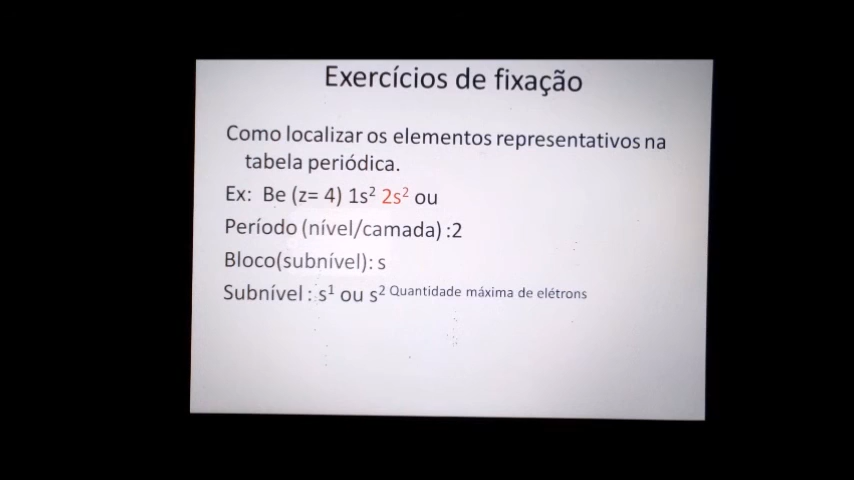 Exercícios de fixação
Como localizar os elementos representativos na
tabela periódica.
Ex: Be (z= 4) 1s² 2s² ou
Período (nível/camada) :2
Bloco(subnível): s
Subnível : s¹ ou s² Quantidade máxima de elétrons